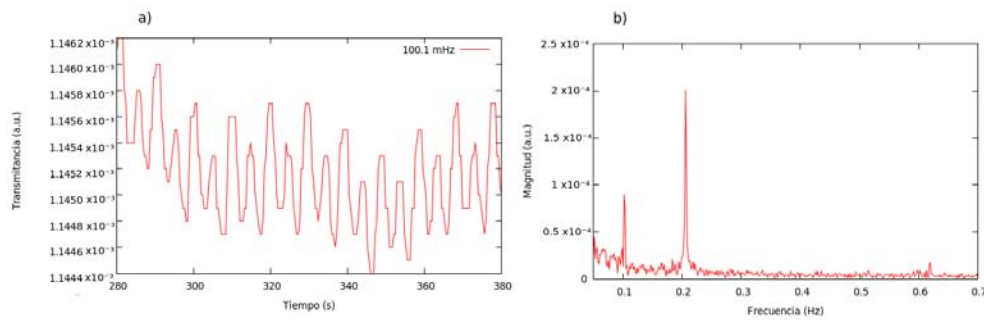 a)
1.1462 x10⁻³
1.1460 x10⁻³
1.1458 x10⁻³
1.1456 x10⁻³
1.1454 x10⁻³
1.1452 x10⁻³
1.1450 x10⁻³
1.1448 x10⁻³
1.1446 x10⁻³
1.1444 x10⁻³
Transmitancia (a.u.)
100.1 mHz
280 300 320 340 360 380
Tiempo (s)
b)
2.5 x10⁻⁴
2 x10⁻⁴
1.5 x10⁻⁴
1 x10⁻⁴
0.5 x10⁻⁴
0
Magnitud (a.u.)
0.1 0.2 0.3 0.4 0.5 0.6 0.7
Frecuencia (Hz)